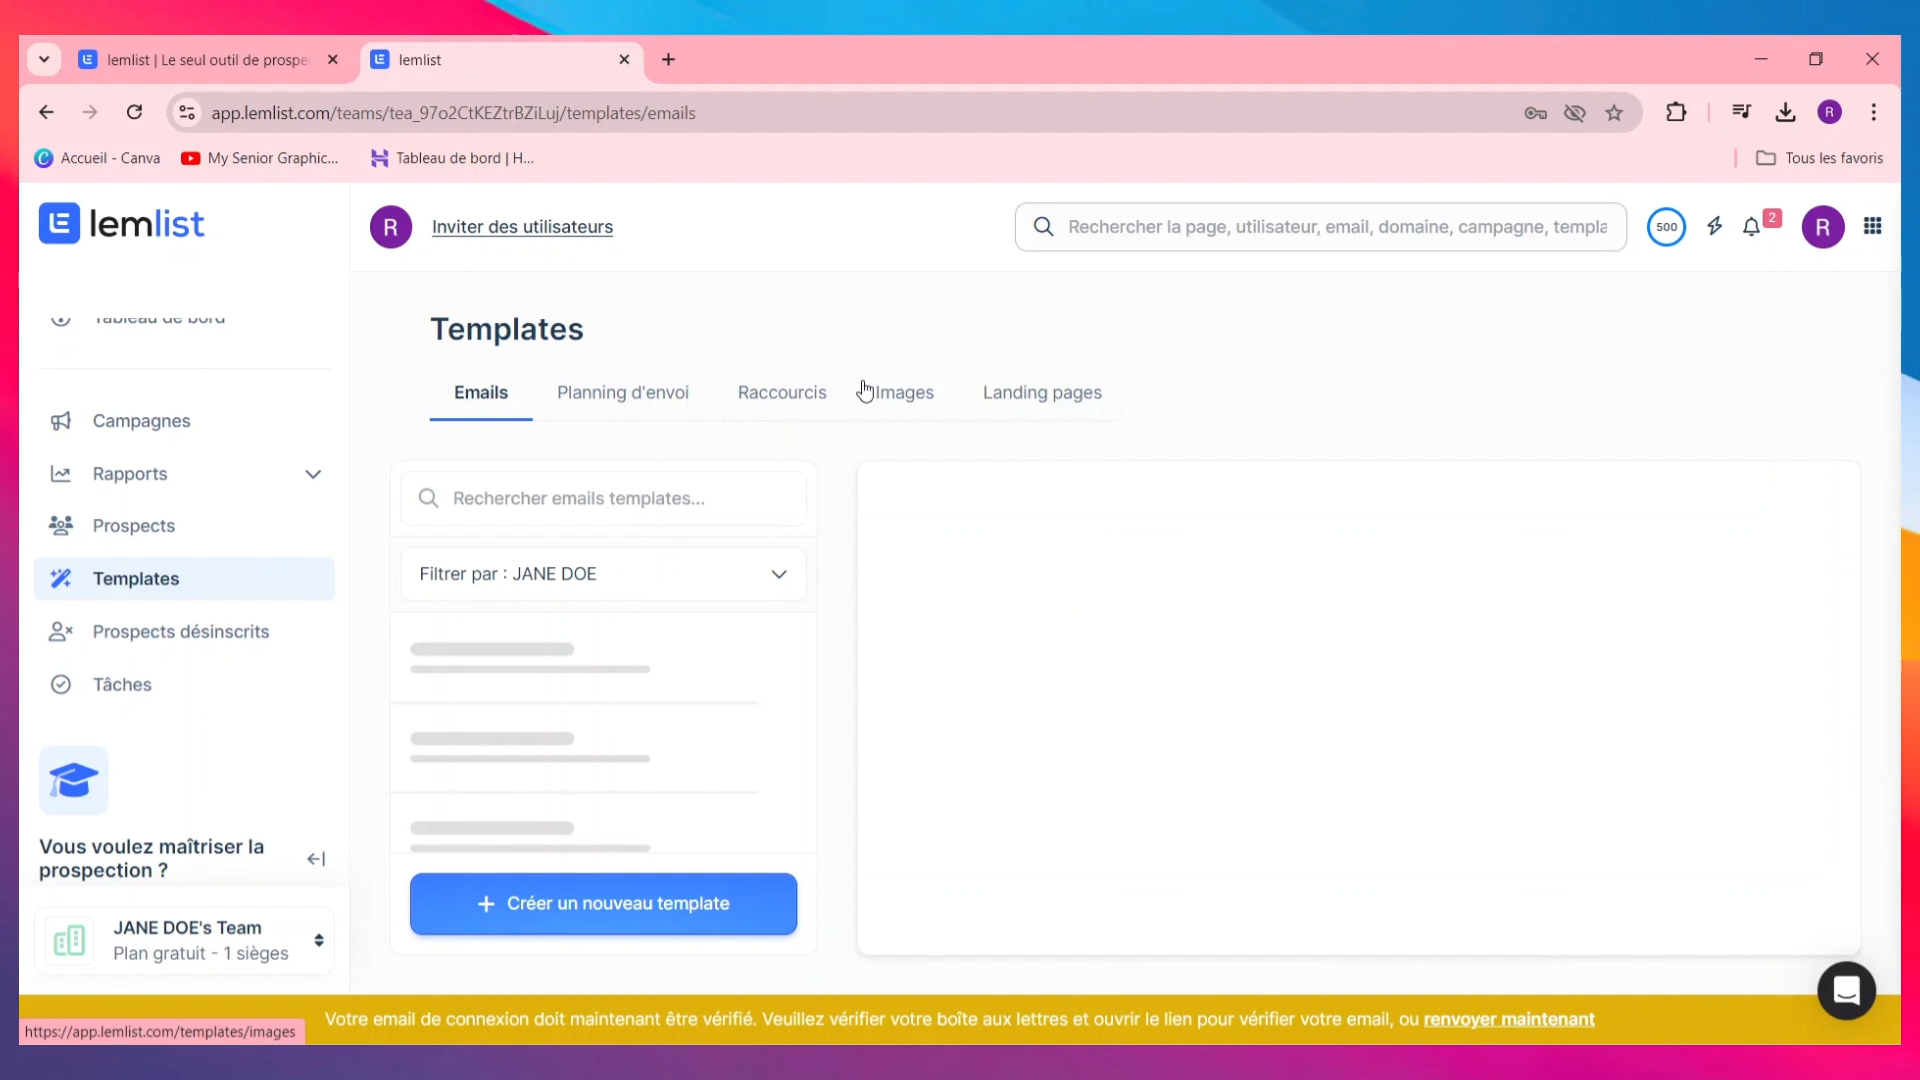 lemlist | Le seul outil de prospe
lemlist
app.lemlist.com/teams/tea_97o2CtKEZtrBZiLuj/templates/emails
R
Accueil - Canva
My Senior Graphic...
Tableau de bord | H...
Tous les favoris
lemlist
R
Inviter des utilisateurs
Rechercher la page, utilisateur, email, domaine, campagne, templa
500
2
R
Tableau de bord
Templates
Emails
Planning d'envoi
Raccourcis
Images
Landing pages
Campagnes
Rapports
Prospects
Templates
Prospects désinscrits
Tâches
Rechercher emails templates...
Filtrer par : JANE DOE
Créer un nouveau template
Vous voulez maîtriser la
prospection ?
JANE DOE's Team
Plan gratuit - 1 sièges
Votre email de connexion doit maintenant être vérifié. Veuillez vérifier votre boîte aux lettres et ouvrir le lien pour vérifier votre email, ou renvoyer maintenant
https://app.lemlist.com/templates/images